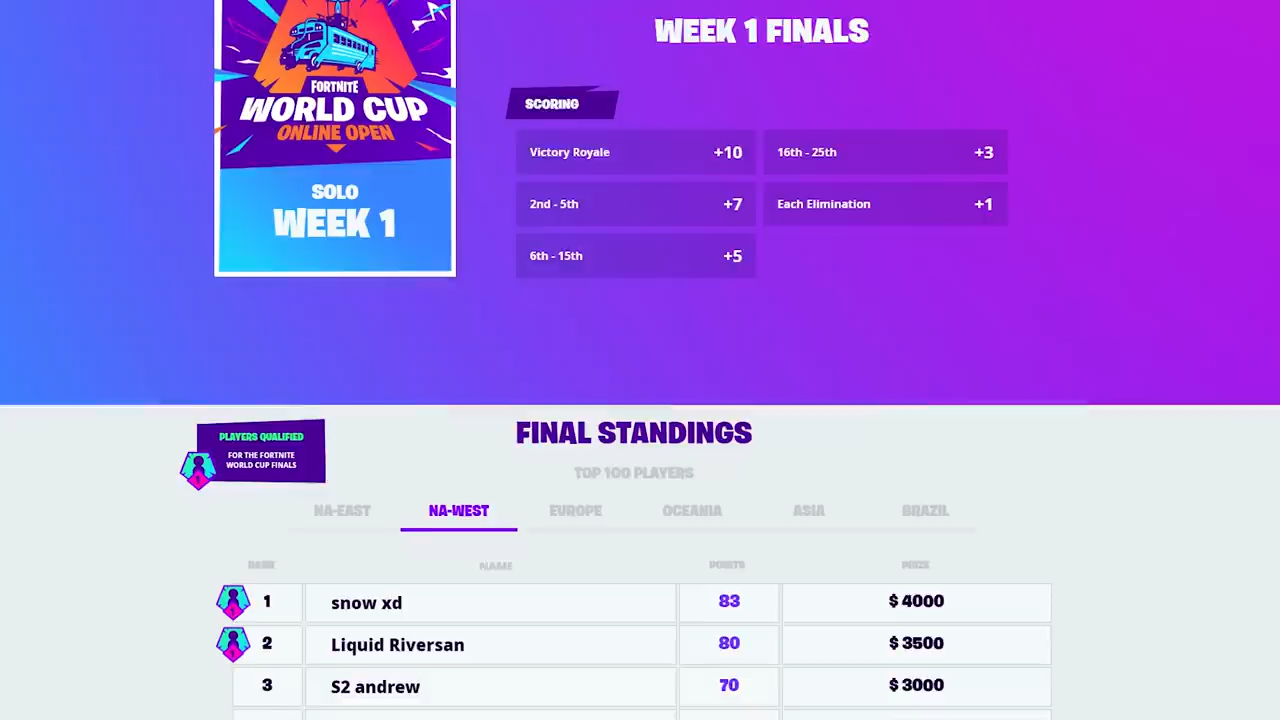 FORTNITE
WORLD CUP
ONLINE OPEN
SOLO
WEEK 1
WEEK 1 FINALS
SCORING
Victory Royale +10
16th - 25th +3
2nd - 5th +7
Each Elimination +1
6th - 15th +5
PLAYERS QUALIFIED
FOR THE FORTNITE
WORLD CUP FINALS
FINAL STANDINGS
TOP 100 PLAYERS
NA-EAST NA-WEST EUROPE OCEANIA ASIA BRAZIL
RANK NAME POINTS PRIZE
1 snow xd 83 $ 4000
2 Liquid Riversan 80 $ 3500
3 S2 andrew 70 $ 3000